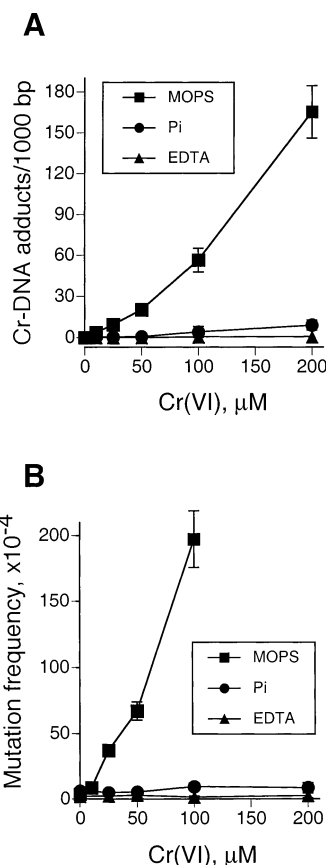 A
Cr-DNA adducts/1000 bp
180
150
120
90
60
30
0
MOPS
Pi
EDTA
0 50 100 150 200
Cr(VI), μM
B
Mutation frequency, x10-4
200
150
100
50
0
MOPS
Pi
EDTA
0 50 100 150 200
Cr(VI), μM